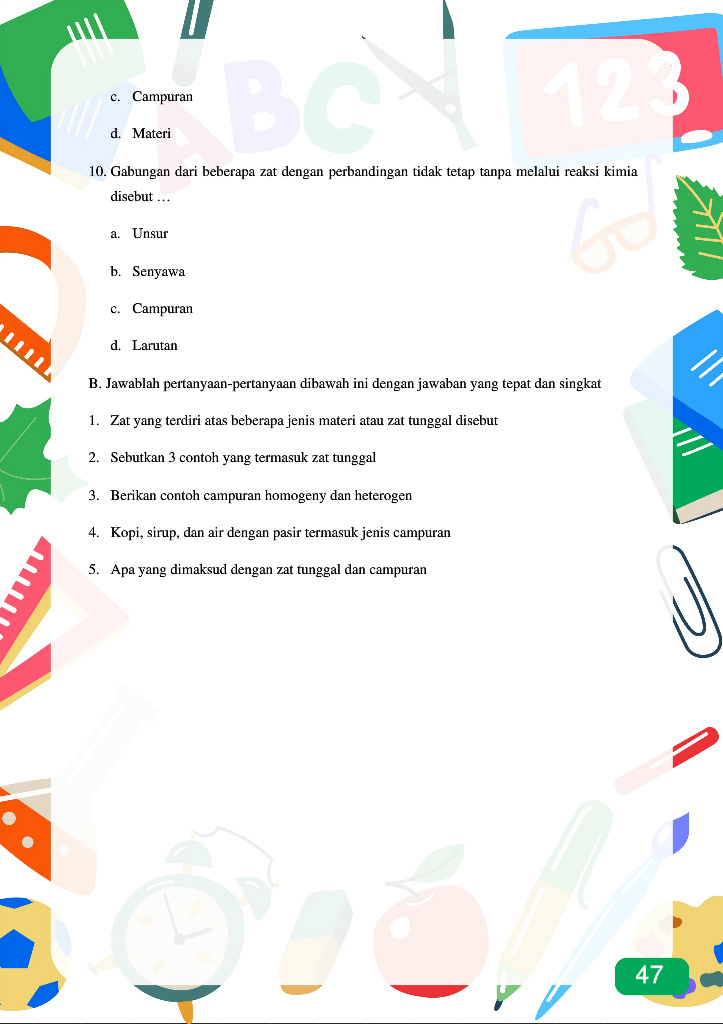 ABC
123
c. Campuran
d. Materi
10. Gabungan dari beberapa zat dengan perbandingan tidak tetap tanpa melalui reaksi kimia
disebut …
a. Unsur
b. Senyawa
c. Campuran
d. Larutan
B. Jawablah pertanyaan-pertanyaan dibawah ini dengan jawaban yang tepat dan singkat
1. Zat yang terdiri atas beberapa jenis materi atau zat tunggal disebut
2. Sebutkan 3 contoh yang termasuk zat tunggal
3. Berikan contoh campuran homogeny dan heterogen
4. Kopi, sirup, dan air dengan pasir termasuk jenis campuran
5. Apa yang dimaksud dengan zat tunggal dan campuran
47